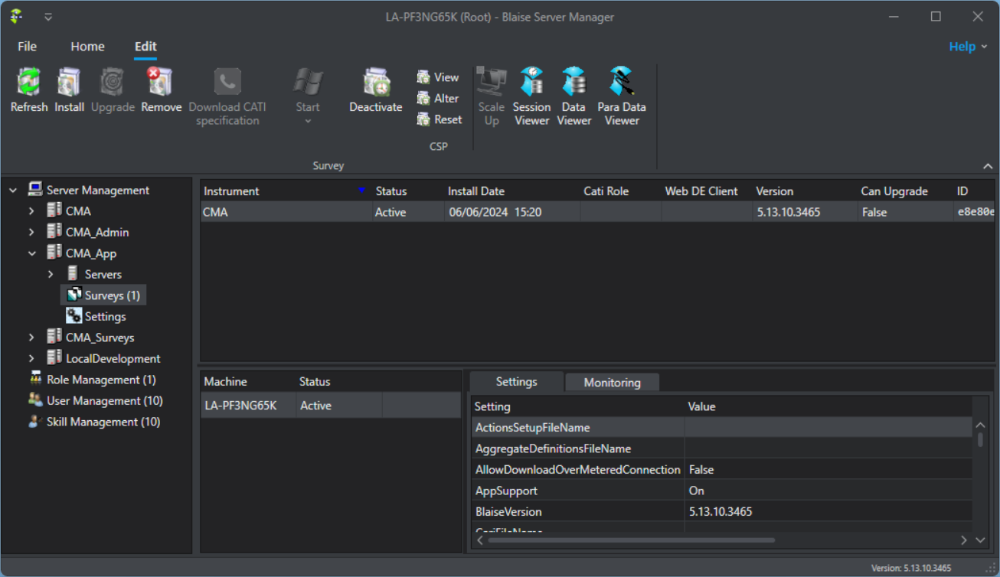 LA-PF3NG65K (Root) - Blaise Server Manager
File Home Edit Help
Refresh Install Upgrade Remove Download CATI specification Start Deactivate
View
Alter
Reset
CSP
Scale Up Session Viewer Data Viewer Para Data Viewer
Survey
Server Management
CMA
CMA_Admin
CMA_App
Servers
Surveys (1)
Settings
CMA_Surveys
LocalDevelopment
Role Management (1)
User Management (10)
Skill Management (10)
Instrument Status Install Date Cati Role Web DE Client Version Can Upgrade ID
CMA Active 06/06/2024 15:20 5.13.10.3465 False e8e80e
Machine Status
LA-PF3NG65K Active
Settings Monitoring
Setting Value
ActionsSetupFileName
AggregateDefinitionsFileName
AllowDownloadOverMeteredConnection False
AppSupport On
BlaiseVersion 5.13.10.3465
CariFileName
Version: 5.13.10.3465